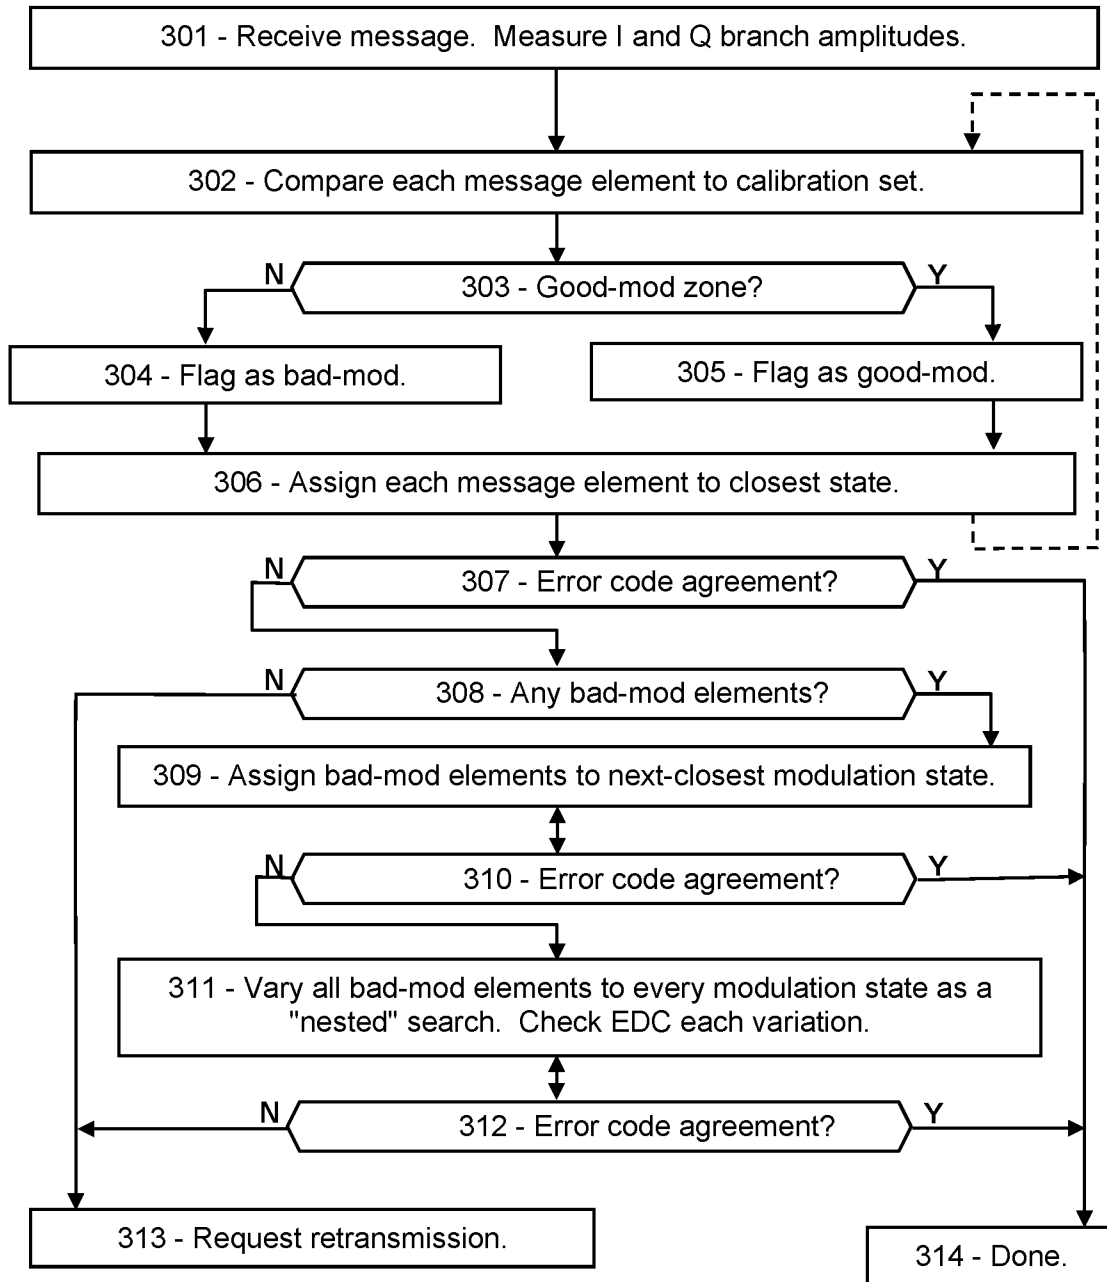 301 - Receive message.  Measure I and Q branch amplitudes.
302 - Compare each message element to calibration set.
N
303 - Good-mod zone?
Y
304 - Flag as bad-mod.
305 - Flag as good-mod.
306 - Assign each message element to closest state.
N
307 - Error code agreement?
Y
N
308 - Any bad-mod elements?
Y
309 - Assign bad-mod elements to next-closest modulation state.
N
310 - Error code agreement?
Y
311 - Vary all bad-mod elements to every modulation state as a
"nested" search.  Check EDC each variation.
N
312 - Error code agreement?
Y
313 - Request retransmission.
314 - Done.